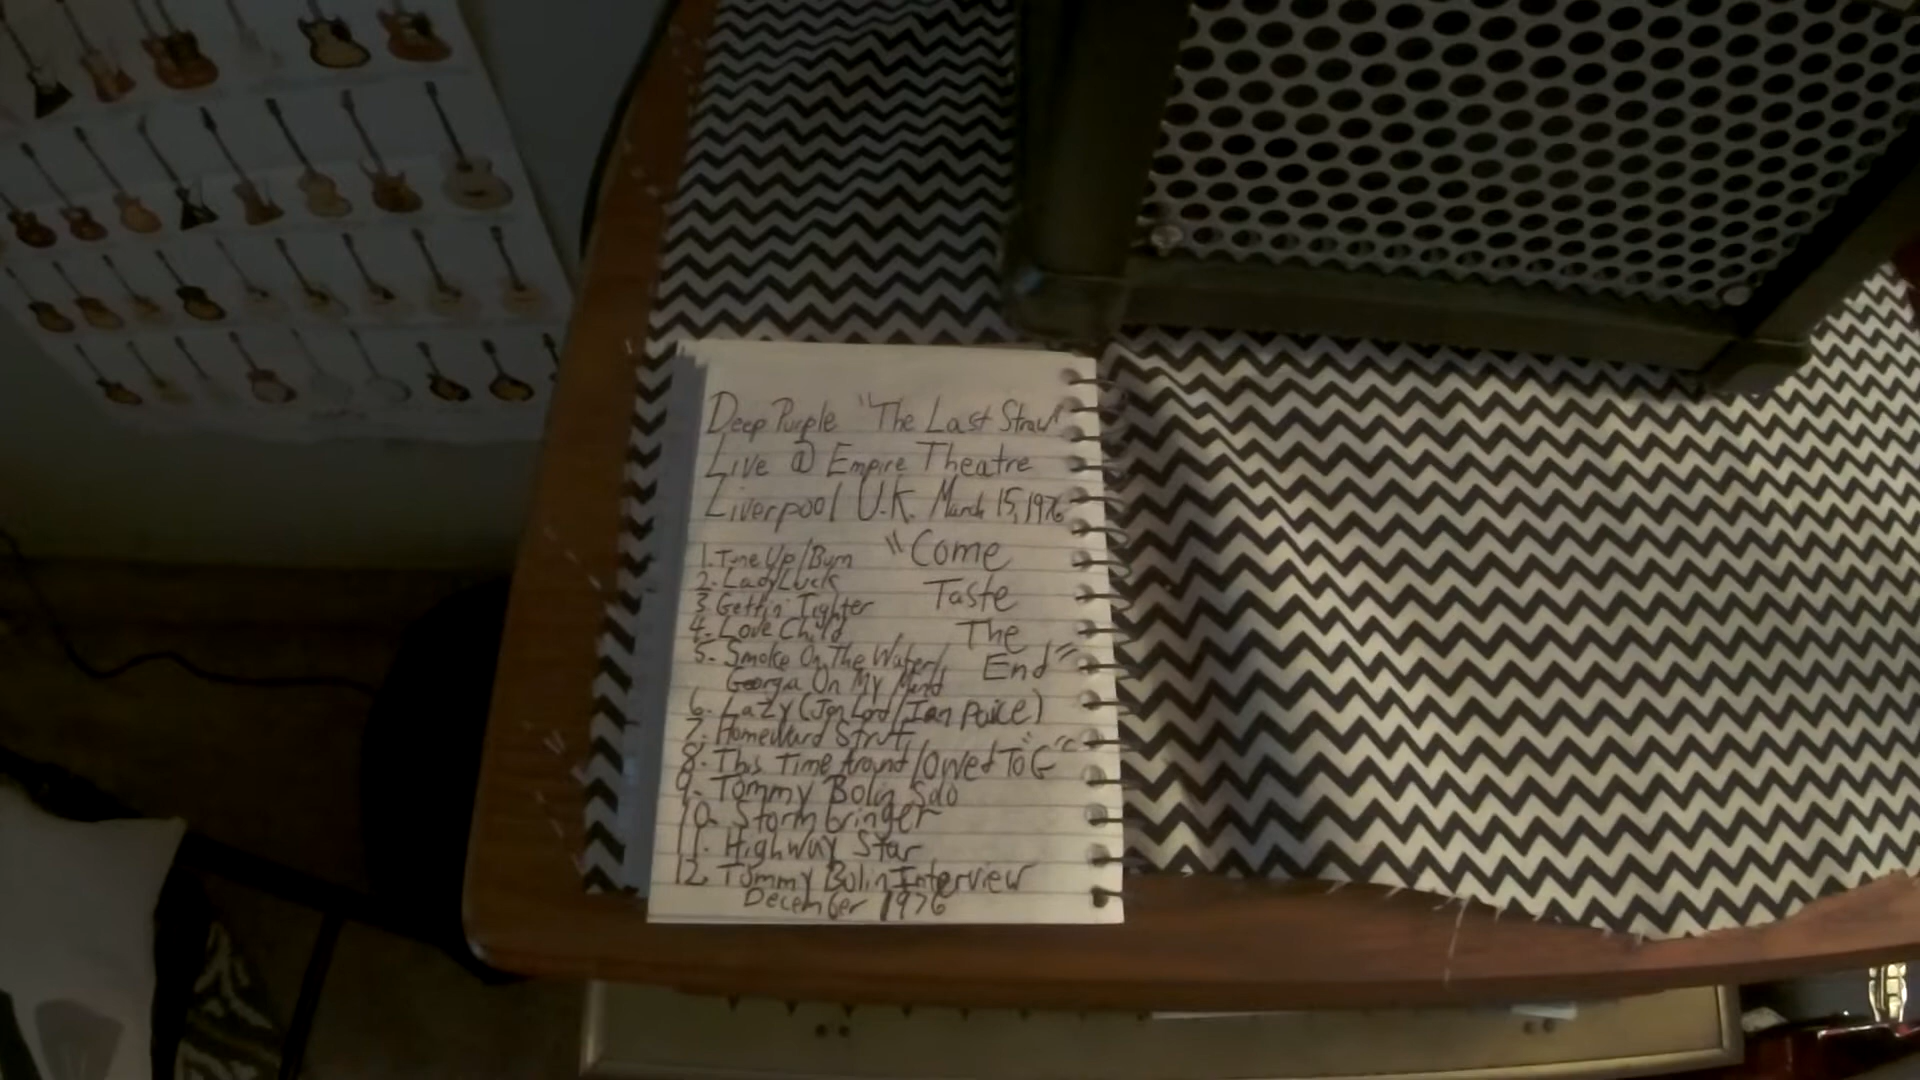 Deep Purple "The Last Straw"
Live @ Empire Theatre
Liverpool U.K. March 15, 1976
"Come
Taste
The
End"
1. Tune Up/Burn
2. Lady Luck
3. Gettin' Tighter
4. Love Child
5. Smoke On The Water/
Georgia On My Mind
6. Lazy (Jon Lord/Ian Paice)
7. Homeward Strut
8. This Time Around/Owed To "G"
9. Tommy Bolin Solo
10. Stormbringer
11. Highway Star
12. Tommy Bolin Interview
December 1976